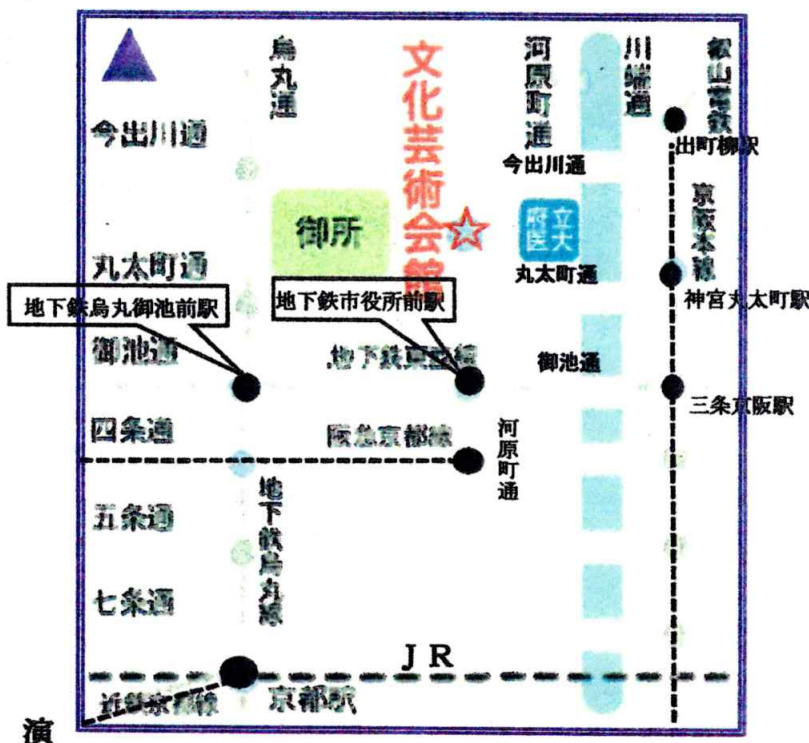 烏丸通
文化芸術会館
河原町通
川端通
叡山電鉄
今出川通
今出川通
出町柳駅
御所
府立医大
京阪本線
丸太町通
丸太町通
神宮丸太町駅
地下鉄烏丸御池前駅
地下鉄市役所前駅
御池通
地下鉄東西線
御池通
三条京阪駅
四条通
阪急京都線
河原町通
地下鉄烏丸線
五条通
七条通
JR
近鉄京都線
京都駅
演